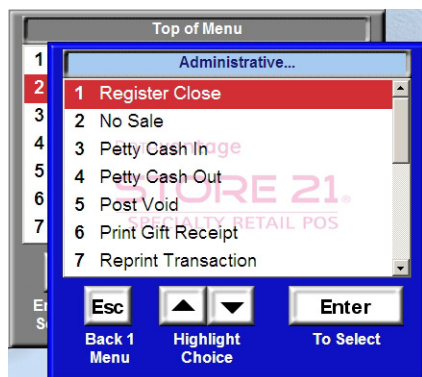 Top of Menu
1
2
3
4
5
6
7
Administrative...
1 Register Close
2 No Sale
3 Petty Cash In
4 Petty Cash Out
5 Post Void
6 Print Gift Receipt
7 Reprint Transaction
STORE 21
SPECIALTY RETAIL POS
Esc
Enter
Back 1
Menu
Highlight
Choice
To Select